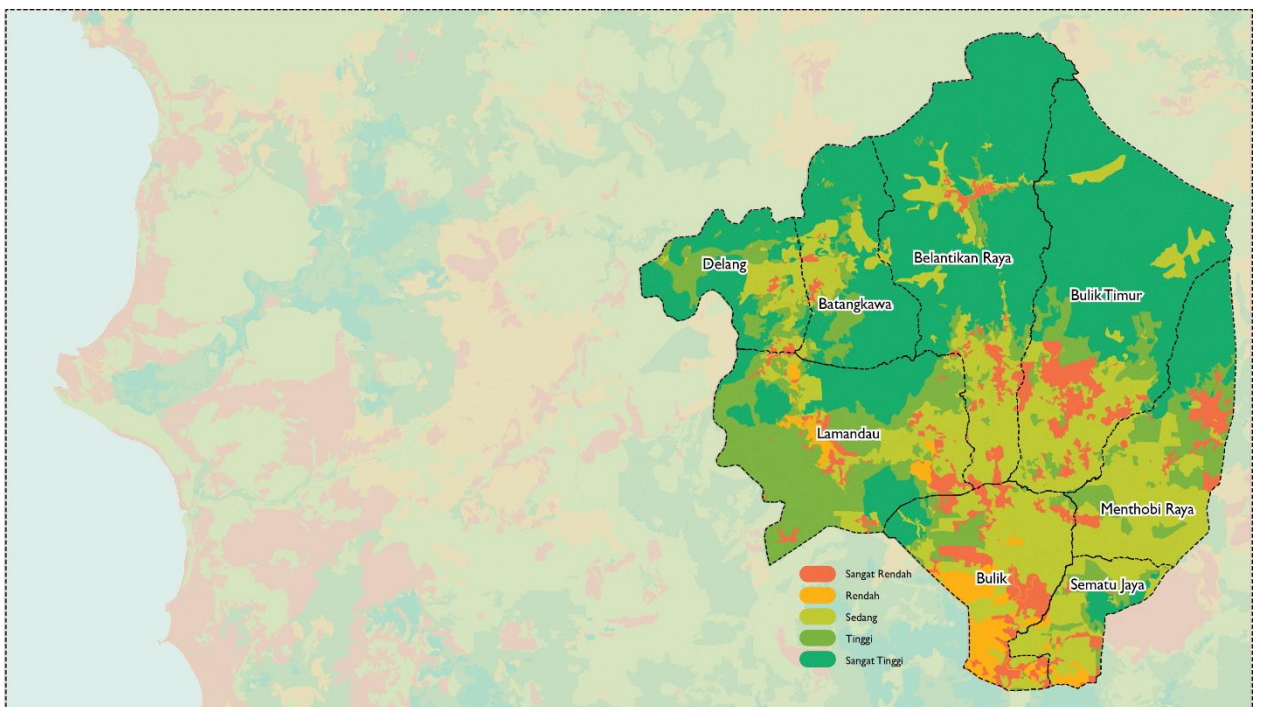 Delang
Belantikan Raya
Batangkawa
Bulik Timur
Lamandau
Menthobi Raya
Bulik
Sematu Jaya
Sangat Rendah
Rendah
Sedang
Tinggi
Sangat Tinggi